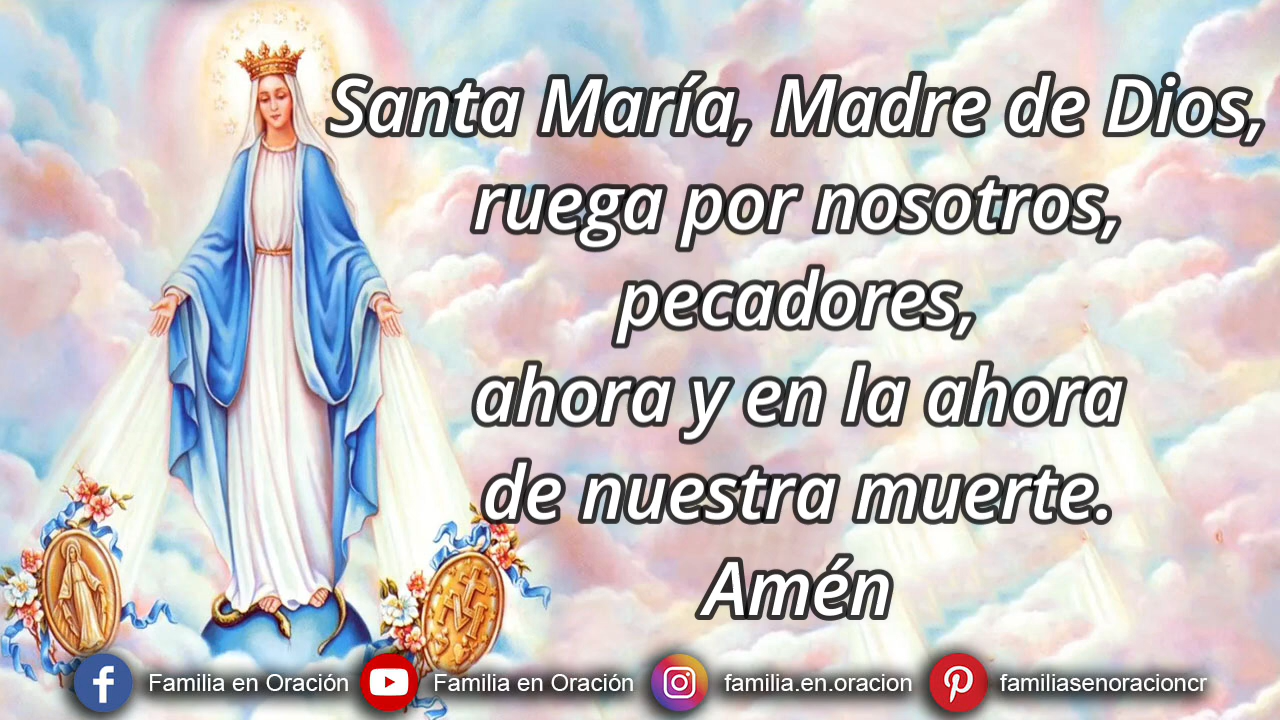 Santa María, Madre de Dios,
ruega por nosotros,
pecadores,
ahora y en la ahora
de nuestra muerte.
Amén
Familia en Oración
Familia en Oración
familia.en.oracion
familiasenoracioncr